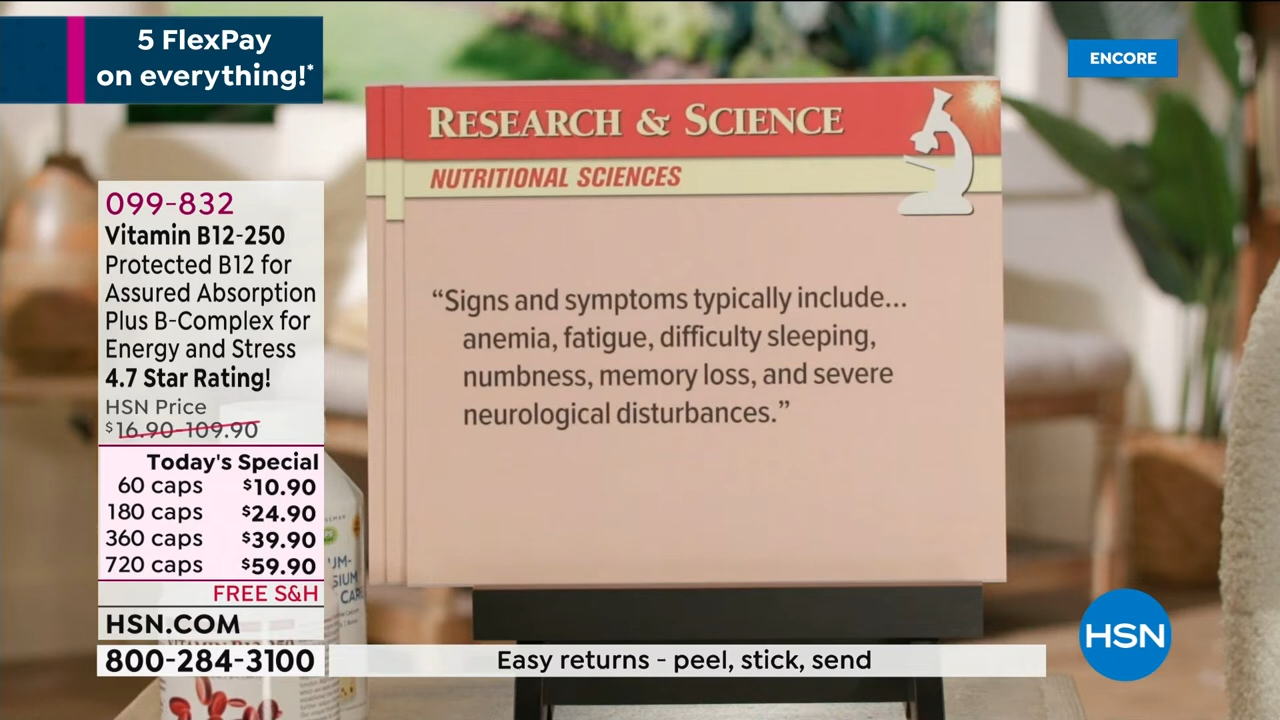 5 FlexPay
on everything!*
ENCORE
RESEARCH & SCIENCE
NUTRITIONAL SCIENCES
“Signs and symptoms typically include...
anemia, fatigue, difficulty sleeping,
numbness, memory loss, and severe
neurological disturbances.”
099-832
Vitamin B12-250
Protected B12 for
Assured Absorption
Plus B-Complex for
Energy and Stress
4.7 Star Rating!
HSN Price
$16.90-109.90
Today's Special
60 caps $10.90
180 caps $24.90
360 caps $39.90
720 caps $59.90
FREE S&H
HSN.COM
800-284-3100
Easy returns - peel, stick, send
HSN